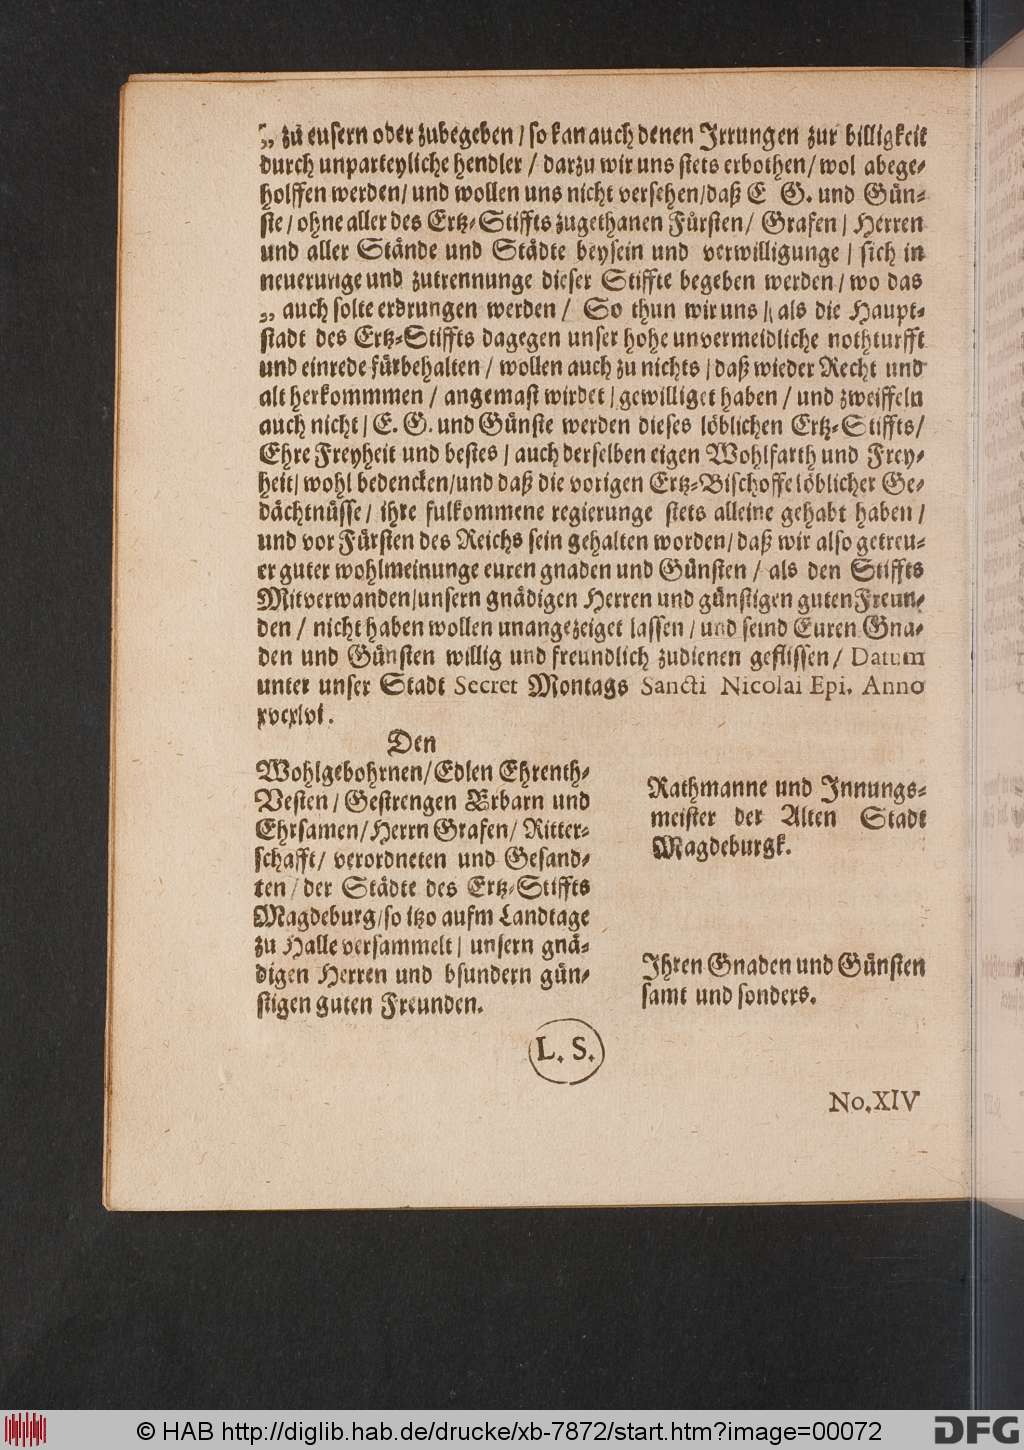 „ zu eusern oder zubegeben / so kan auch denen Irrungen zur billigkeit
durch unparteyliche hendler / darzu wir uns stets erbothen / wol abege-
holffen werden / und wollen uns nicht versehen / daß E G. und Gün-
ste / ohne aller des Ertz-Stiffts zugethanen Fürsten / Grafen / Herren
und aller Stände und Städte beysein und verwilligunge / sich in
neuerunge und zutrennunge dieser Stiffte begeben werden / wo das
„ auch solte erdrungen werden / So thun wir uns / als die Haupt-
stadt des Ertz-Stiffts dagegen unser hohe unvermeidliche nothturfft
und einrede fürbehalten / wollen auch zu nichts / daß wieder Recht und
alt herkommmen / angemast wirdet / gewilliget haben / und zweiffeln
auch nicht / E. G. und Günste werden dieses löblichen Ertz-Stiffts /
Ehre Freyheit und bestes / auch derselben eigen Wohlfarth und Frey-
heit / wohl bedencken / und daß die vorigen Ertz-Bischoffe löblicher Ge-
dächtnüsse / ihre fulkommene regierunge stets alleine gehabt haben /
und vor Fürsten des Reichs sein gehalten worden / daß wir also getreu-
er guter wohlmeinunge euren gnaden und Günsten / als den Stiffts
Mitverwanden / unsern gnädigen Herren und günstigen guten Freun-
den / nicht haben wollen unangezeiget lassen / und seind Euren Gna-
den und Günsten willig und freundlich zudienen geflissen / Datum
unter unser Stadt Secret Montags Sancti Nicolai Epi. Anno
xvcxlvi.
Den
Wohlgebohrnen / Edlen Ehrenth-
Vesten / Gestrengen Erbarn und
Ehrsamen / Herrn Grafen / Ritter-
schafft / verordneten und Gesand-
ten / der Städte des Ertz-Stiffts
Magdeburg / so itzo aufm Landtage
zu Halle versammelt / unsern gnä-
digen Herren und bsundern gün-
stigen guten Freunden.
Rathmanne und Innungs-
meister der Alten Stadt
Magdeburgk.
Ihren Gnaden und Günsten
samt und sonders.
L. S.
No. XIV
© HAB http://diglib.hab.de/drucke/xb-7872/start.htm?image=00072
DFG